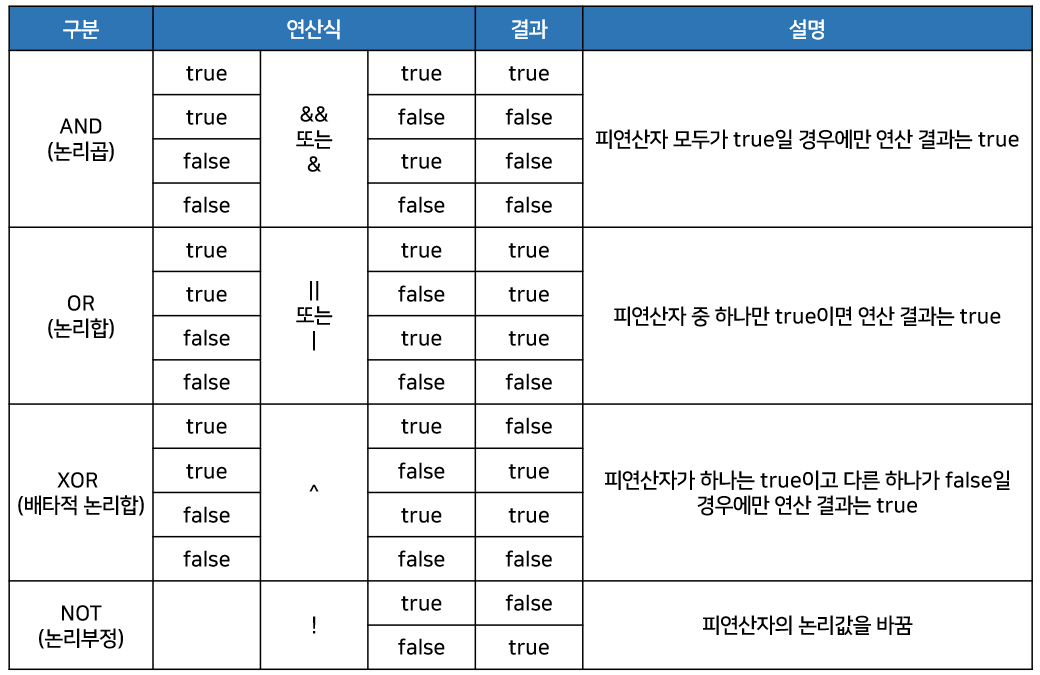 구분 연산식 결과 설명
AND
(논리곱)
true && 또는 & true true
true false false
false true false
false false false
피연산자 모두가 true일 경우에만 연산 결과는 true
OR
(논리합)
true || 또는 | true true
true false true
false true true
false false false
피연산자 중 하나만 true이면 연산 결과는 true
XOR
(배타적 논리합)
true ^ true false
true false true
false true true
false false false
피연산자가 하나는 true이고 다른 하나가 false일
경우에만 연산 결과는 true
NOT
(논리부정)
! true false
false true
피연산자의 논리값을 바꿈